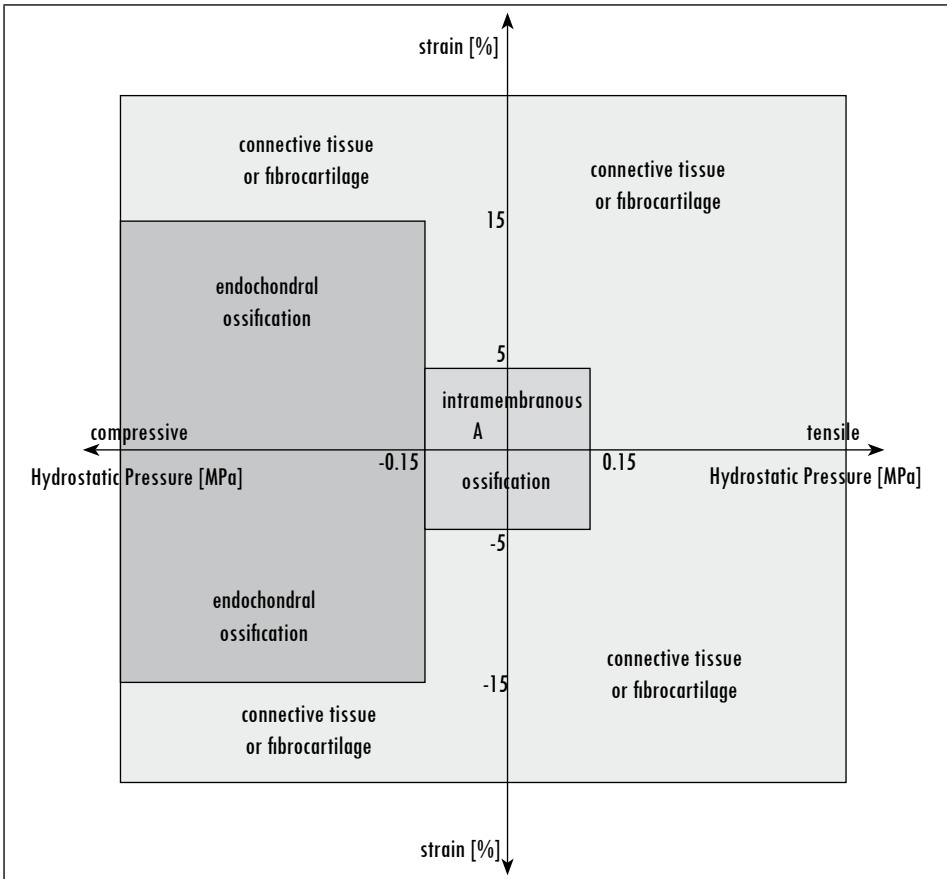 strain [%]
connective tissue
or fibrocartilage
connective tissue
or fibrocartilage
15
endochondral
ossification
5
intramembranous
A
compressive
tensile
-0.15
0.15
Hydrostatic Pressure [MPa]
Hydrostatic Pressure [MPa]
ossification
-5
endochondral
ossification
connective tissue
or fibrocartilage
-15
connective tissue
or fibrocartilage
strain [%]